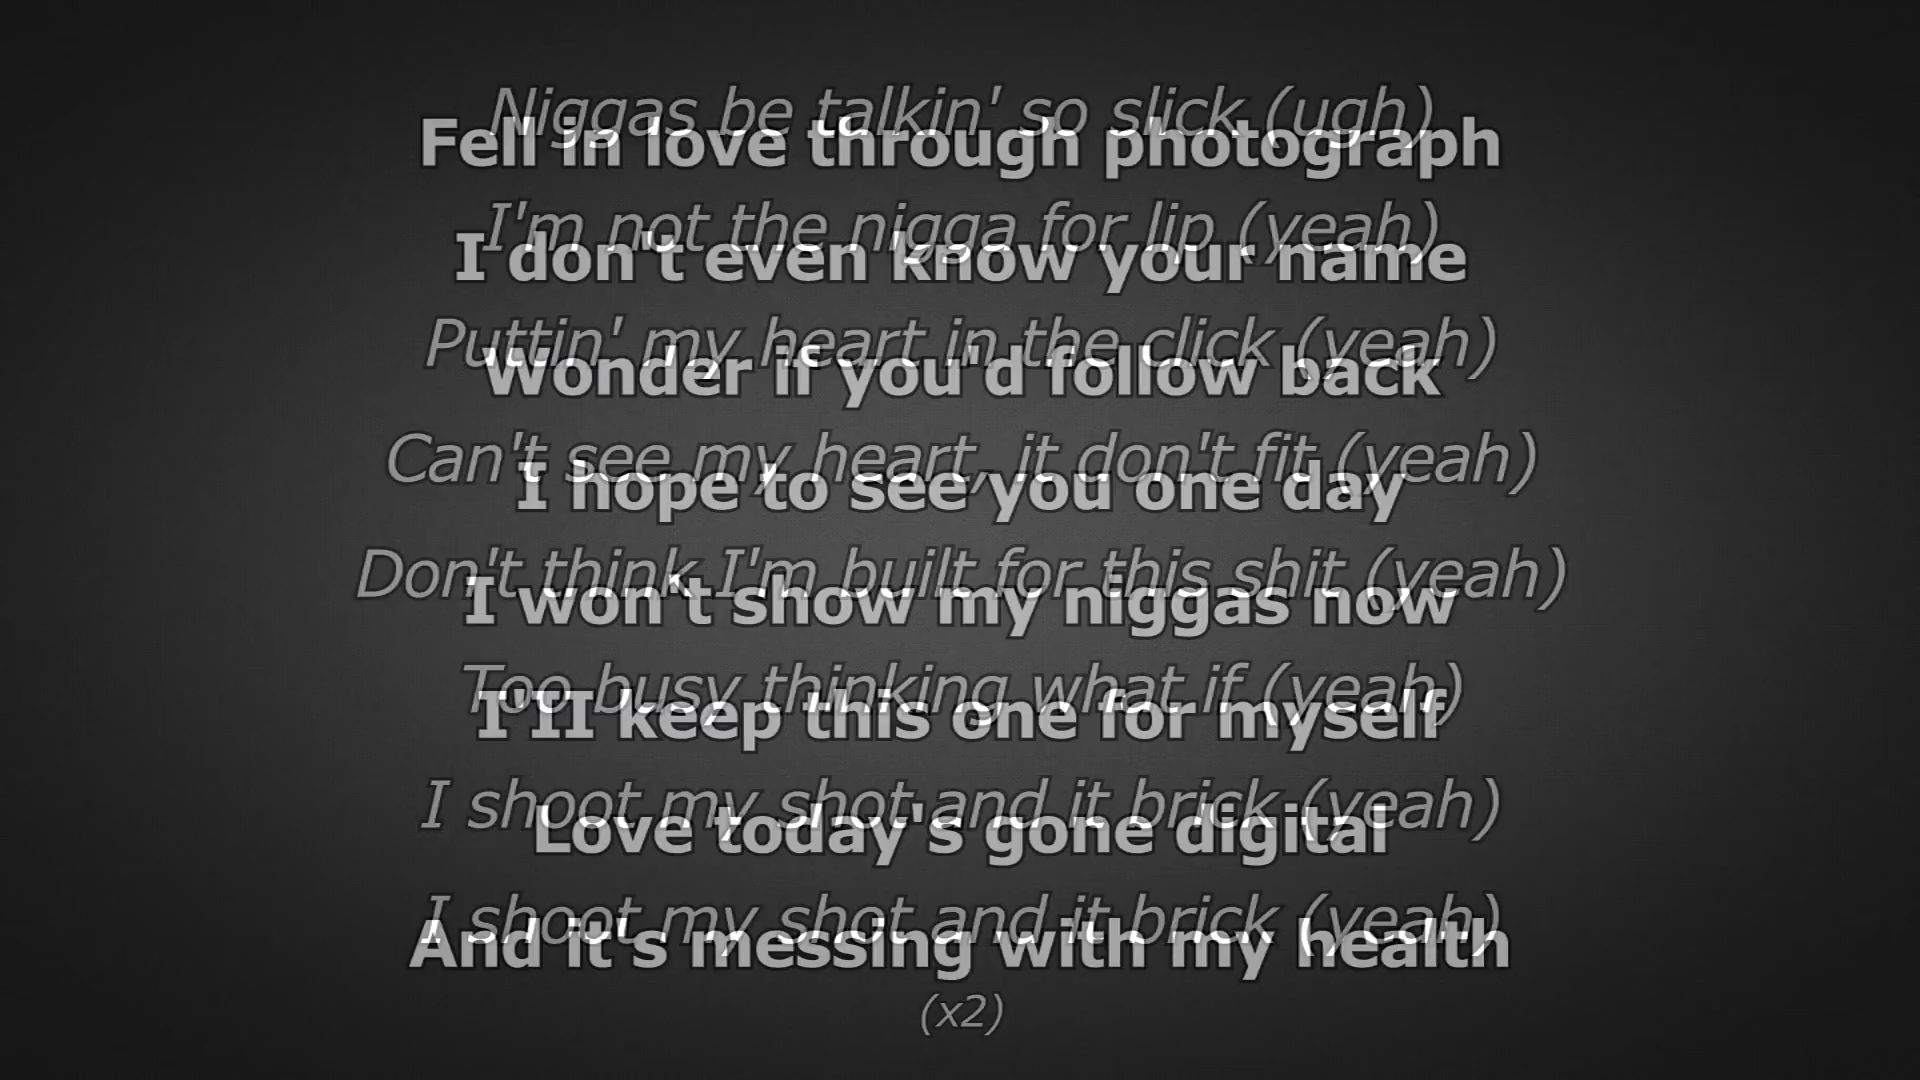 Niggas be talkin' so slick (ugh)
Fell in love through photograph
I'm not the nigga for lip (yeah)
I don't even know your name
Puttin' my heart in the click (yeah)
Wonder if you'd follow back
Can't see my heart, it don't fit (yeah)
I hope to see you one day
Don't think I'm built for this shit (yeah)
I won't show my niggas now
Too busy thinking what if (yeah)
I'II keep this one for myself
I shoot my shot and it brick (yeah)
Love today's gone digital
I shoot my shot and it brick (yeah)
And it's messing with my health
(x2)